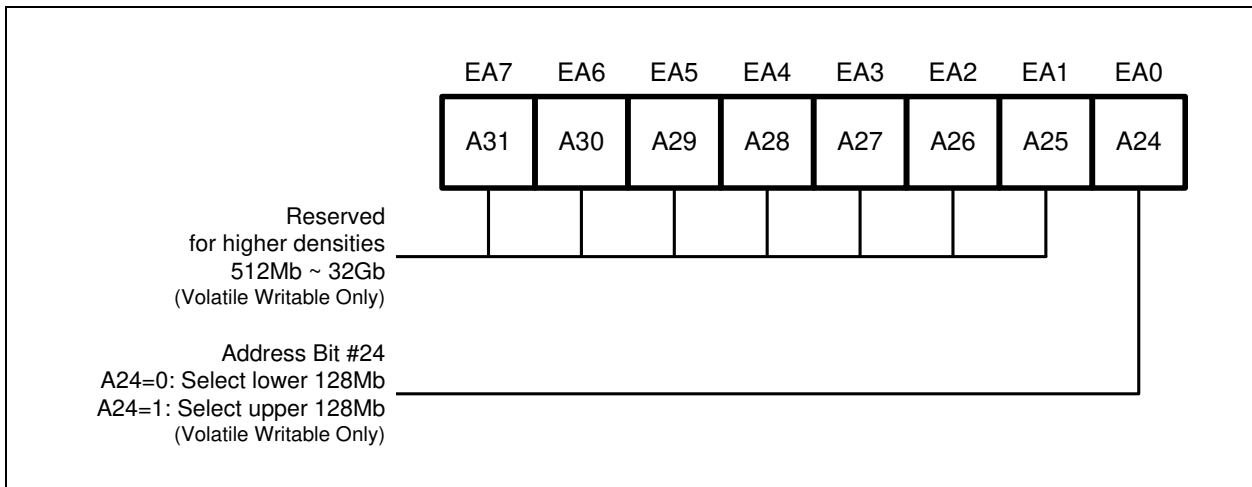 EA7 EA6 EA5 EA4 EA3 EA2 EA1 EA0
A31 A30 A29 A28 A27 A26 A25 A24
Reserved
for higher densities
512Mb ~ 32Gb
(Volatile Writable Only)
Address Bit #24
A24=0: Select lower 128Mb
A24=1: Select upper 128Mb
(Volatile Writable Only)